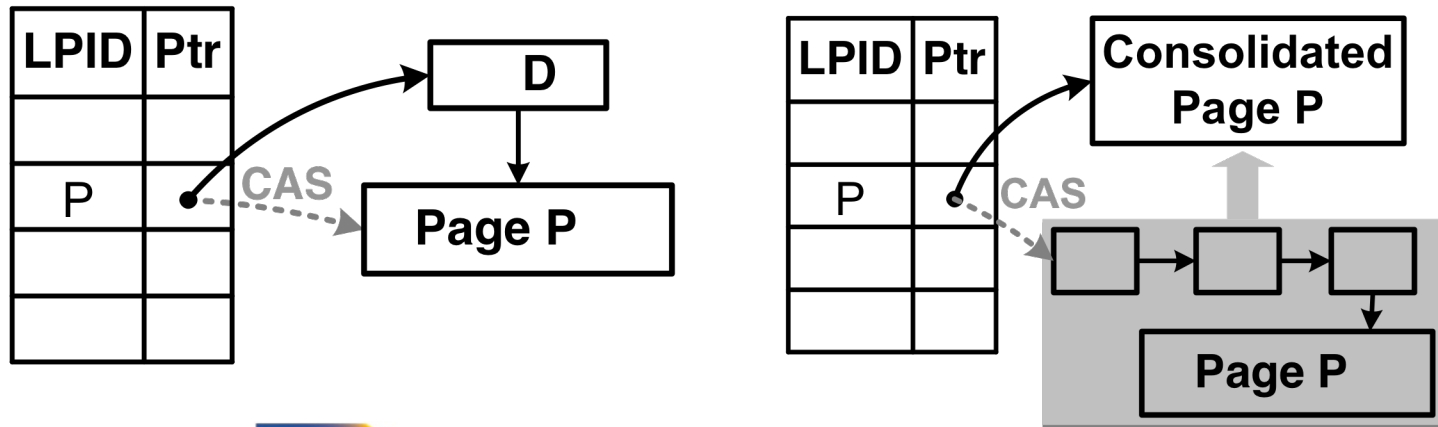 LPID Ptr
D
P
CAS
Page P
LPID Ptr
Consolidated
Page P
P
CAS
Page P